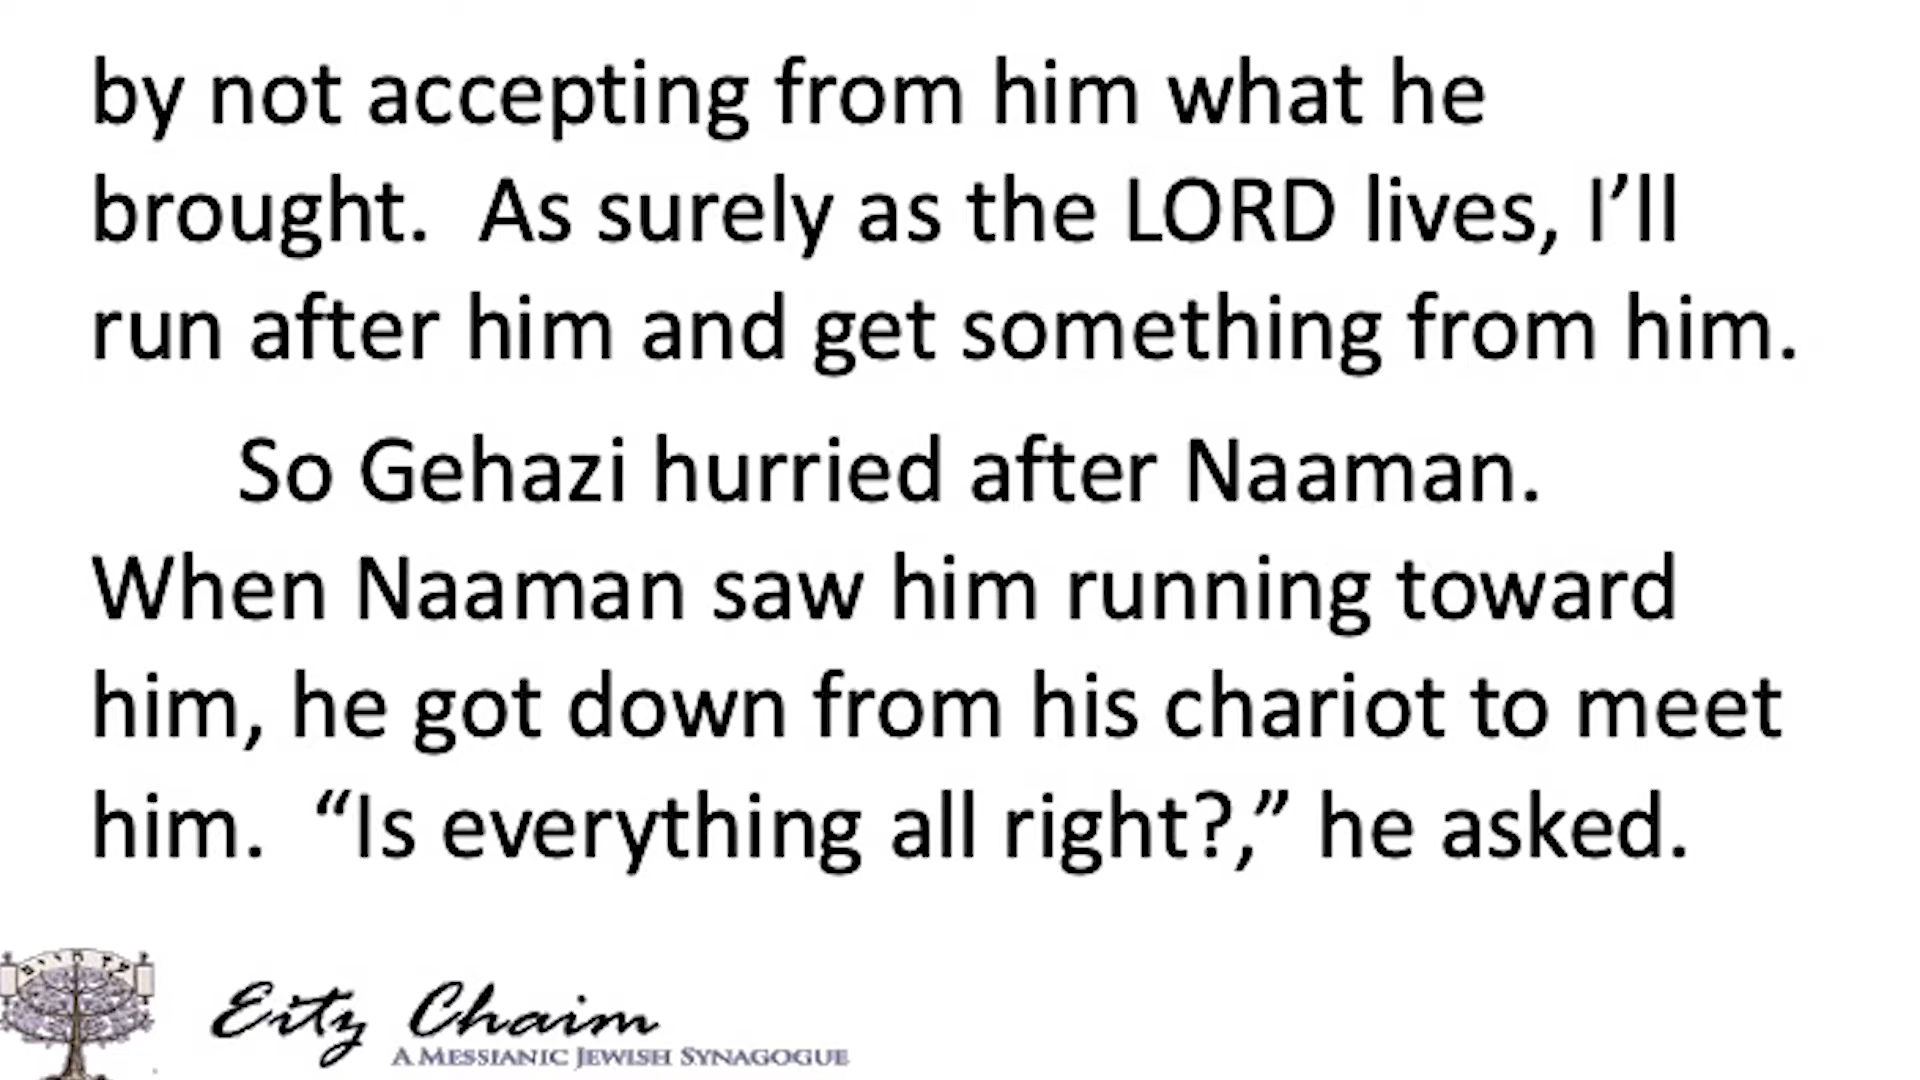 by not accepting from him what he
brought.  As surely as the LORD lives, I’ll
run after him and get something from him.
So Gehazi hurried after Naaman.
When Naaman saw him running toward
him, he got down from his chariot to meet
him.  “Is everything all right?,” he asked.
עץ חיים
Eitz Chaim
A MESSIANIC JEWISH SYNAGOGUE